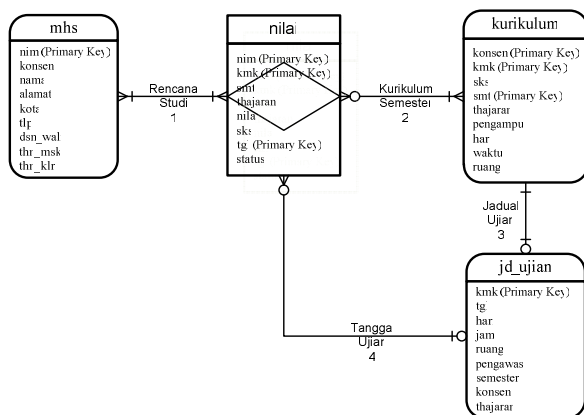 mhs
nim (Primary Key)
konsen
nama
alamat
kota
tlp
dsn_wal
thr_msk
thr_klr
Rencana
Studi
1
nilai
nim (Primary Key)
kmk (Primary Key)
smt
thajaran
nila
sks
tg (Primary Key)
status
Kurikulum
Semester
2
kurikulum
konsen (Primary Key)
kmk (Primary Key)
sks
smt (Primary Key)
thajaran
pengampu
har
waktu
ruang
Jadual
Ujiar
3
jd_ujian
kmk (Primary Key)
tg
har
jam
ruang
pengawas
semester
konsen
thajaran
Tangga
Ujiar
4